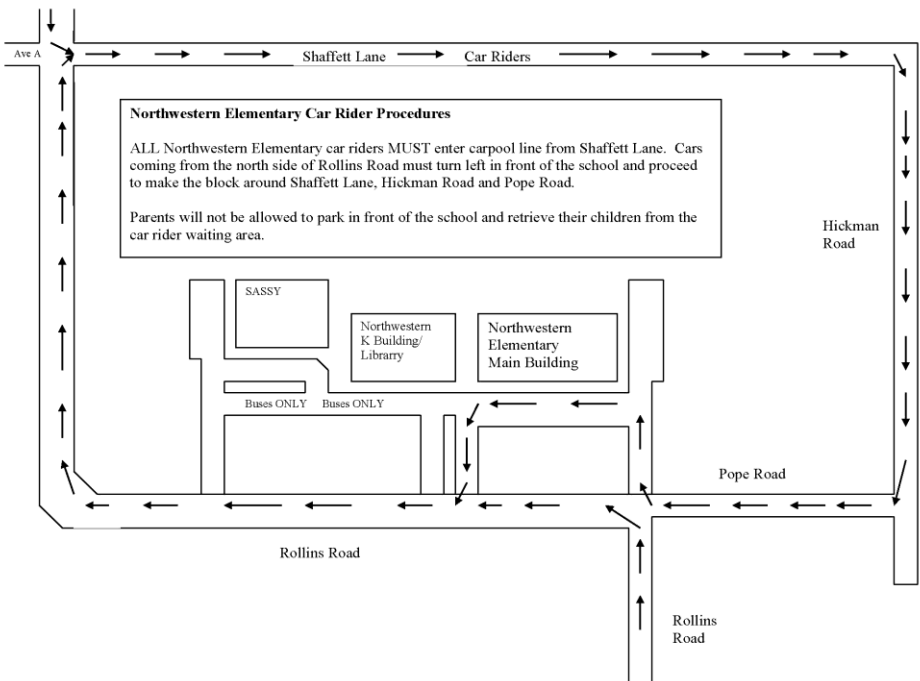 Ave A
Shaffett Lane
Car Riders
Northwestern Elementary Car Rider Procedures
ALL Northwestern Elementary car riders MUST enter carpool line from Shaffett Lane.  Cars
coming from the north side of Rollins Road must turn left in front of the school and proceed
to make the block around Shaffett Lane, Hickman Road and Pope Road.
Parents will not be allowed to park in front of the school and retrieve their children from the
car rider waiting area.
Hickman
Road
SASSY
Northwestern
K Building/
Librarry
Northwestern
Elementary
Main Building
Buses ONLY
Buses ONLY
Pope Road
Rollins Road
Rollins
Road